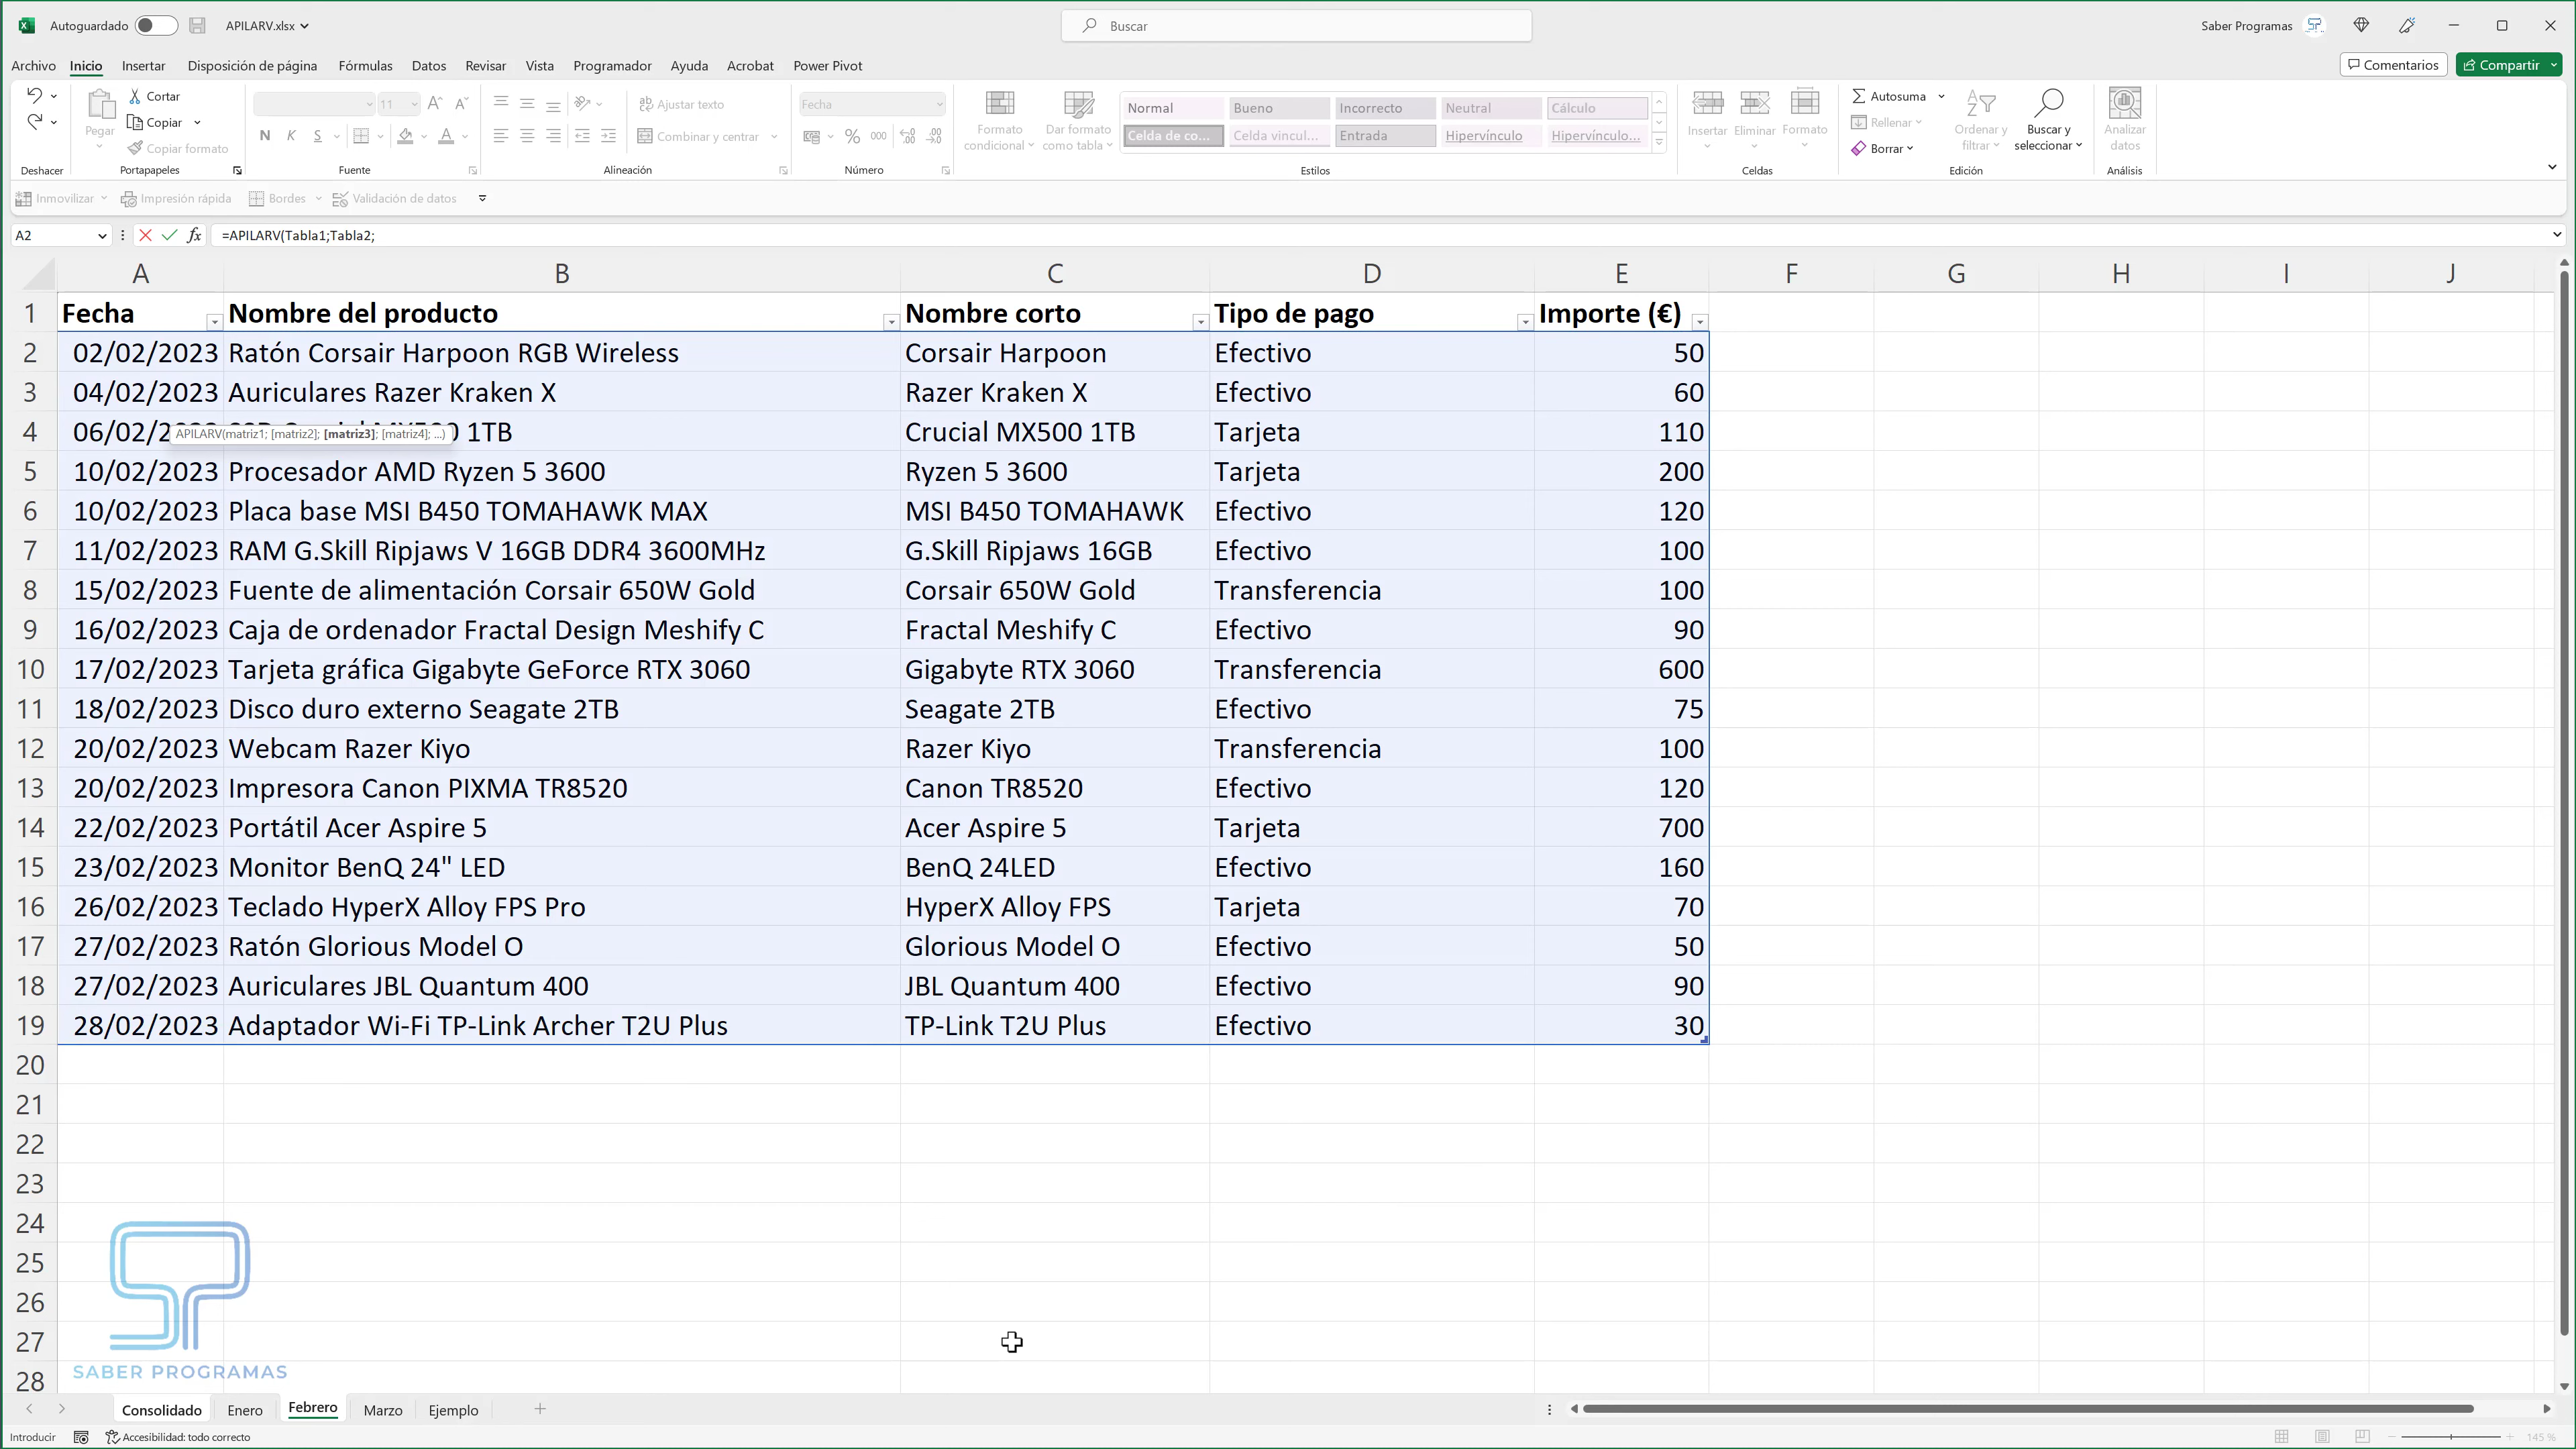 Autoguardado APILARV.xlsx Buscar Saber Programas
Archivo Inicio Insertar Disposición de página Fórmulas Datos Revisar Vista Programador Ayuda Acrobat Power Pivot Comentarios Compartir
Deshacer
Pegar Cortar
Copiar
Copiar formato
Portapapeles
11
N K S
Fuente
Ajustar texto
Combinar y centrar
Alineación
Fecha
% 000
Número
Formato condicional
Dar formato como tabla
Normal Bueno Incorrecto Neutral Cálculo
Celda de co... Celda vincul... Entrada Hipervínculo Hipervínculo...
Estilos
Insertar Eliminar Formato
Celdas
Autosuma
Rellenar
Borrar
Ordenar y filtrar
Buscar y seleccionar
Edición
Analizar datos
Análisis
Inmovilizar Impresión rápida Bordes Validación de datos
A2 fx =APILARV(Tabla1;Tabla2;
A B C D E F G H I J
1 Fecha Nombre del producto Nombre corto Tipo de pago Importe (€)
2 02/02/2023 Ratón Corsair Harpoon RGB Wireless Corsair Harpoon Efectivo 50
3 04/02/2023 Auriculares Razer Kraken X Razer Kraken X Efectivo 60
4 06/02/2 1TB Crucial MX500 1TB Tarjeta 110
APILARV(matriz1; [matriz2]; [matriz3]; [matriz4]; ...)
5 10/02/2023 Procesador AMD Ryzen 5 3600 Ryzen 5 3600 Tarjeta 200
6 10/02/2023 Placa base MSI B450 TOMAHAWK MAX MSI B450 TOMAHAWK Efectivo 120
7 11/02/2023 RAM G.Skill Ripjaws V 16GB DDR4 3600MHz G.Skill Ripjaws 16GB Efectivo 100
8 15/02/2023 Fuente de alimentación Corsair 650W Gold Corsair 650W Gold Transferencia 100
9 16/02/2023 Caja de ordenador Fractal Design Meshify C Fractal Meshify C Efectivo 90
10 17/02/2023 Tarjeta gráfica Gigabyte GeForce RTX 3060 Gigabyte RTX 3060 Transferencia 600
11 18/02/2023 Disco duro externo Seagate 2TB Seagate 2TB Efectivo 75
12 20/02/2023 Webcam Razer Kiyo Razer Kiyo Transferencia 100
13 20/02/2023 Impresora Canon PIXMA TR8520 Canon TR8520 Efectivo 120
14 22/02/2023 Portátil Acer Aspire 5 Acer Aspire 5 Tarjeta 700
15 23/02/2023 Monitor BenQ 24" LED BenQ 24LED Efectivo 160
16 26/02/2023 Teclado HyperX Alloy FPS Pro HyperX Alloy FPS Tarjeta 70
17 27/02/2023 Ratón Glorious Model O Glorious Model O Efectivo 50
18 27/02/2023 Auriculares JBL Quantum 400 JBL Quantum 400 Efectivo 90
19 28/02/2023 Adaptador Wi-Fi TP-Link Archer T2U Plus TP-Link T2U Plus Efectivo 30
20
21
22
23
24
25
26
27
SABER PROGRAMAS
28
Consolidado Enero Febrero Marzo Ejemplo
Introducir Accesibilidad: todo correcto 145 %